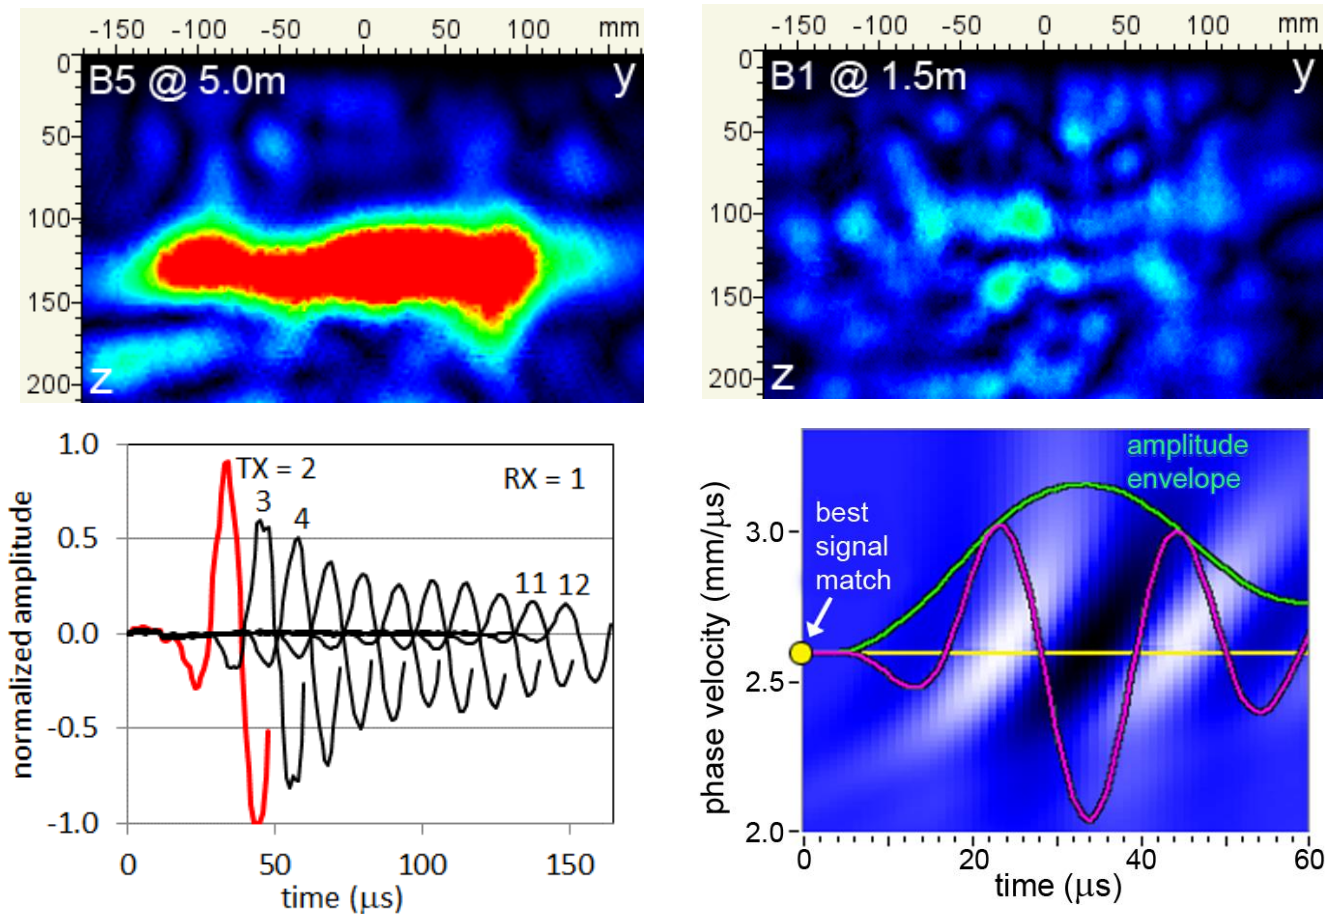 -150 -100 -50 0 50 100 mm
0
B5 @ 5.0m y
50
100
150
200
z
-150 -100 -50 0 50 100 mm
0
B1 @ 1.5m y
50
100
150
200
z
1.0
0.5
0.0
-0.5
-1.0
normalized amplitude
TX = 2
RX = 1
3
4
11 12
0 50 100 150
time (µs)
amplitude
envelope
best
signal
match
3.0
2.5
2.0
phase velocity (mm/µs)
0 20 40 60
time (µs)